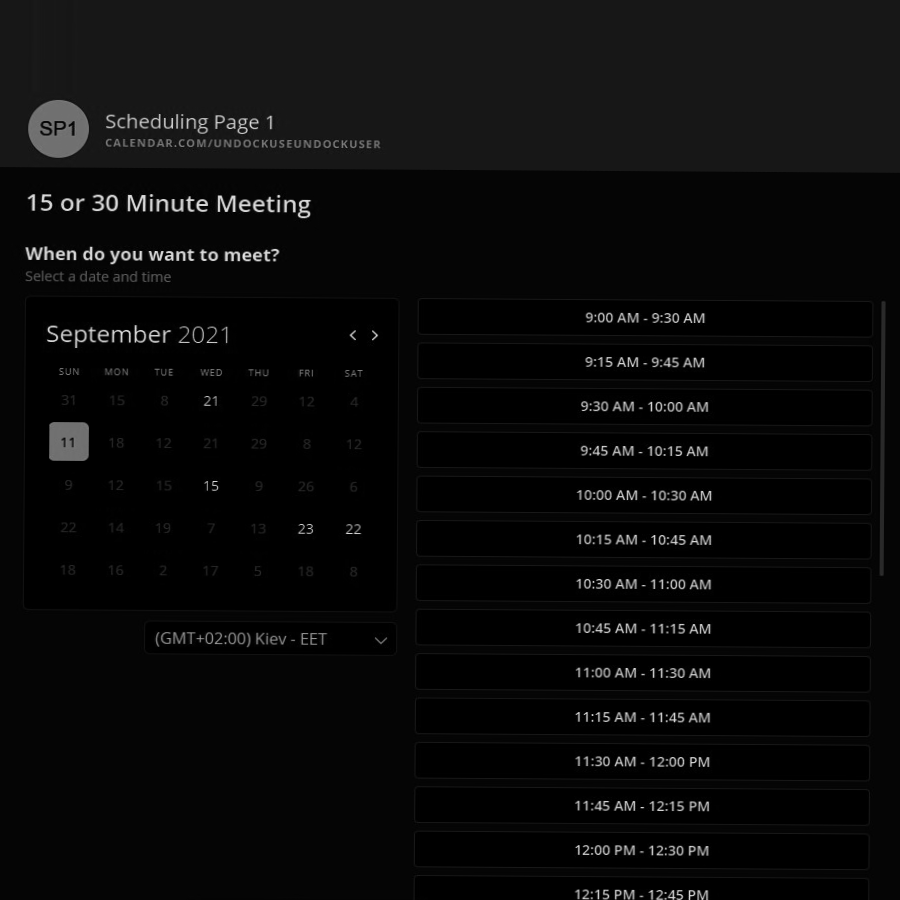 SP1
Scheduling Page 1
CALENDAR.COM/UNDOCKUSEUNDOCKUSER
15 or 30 Minute Meeting
When do you want to meet?
Select a date and time
September 2021
SUN MON TUE WED THU FRI SAT
31 15 8 21 29 12 4
11 18 12 21 29 8 12
9 12 15 15 9 26 6
22 14 19 7 13 23 22
18 16 2 17 5 18 8
(GMT+02:00) Kiev - EET
9:00 AM - 9:30 AM
9:15 AM - 9:45 AM
9:30 AM - 10:00 AM
9:45 AM - 10:15 AM
10:00 AM - 10:30 AM
10:15 AM - 10:45 AM
10:30 AM - 11:00 AM
10:45 AM - 11:15 AM
11:00 AM - 11:30 AM
11:15 AM - 11:45 AM
11:30 AM - 12:00 PM
11:45 AM - 12:15 PM
12:00 PM - 12:30 PM
12:15 PM - 12:45 PM